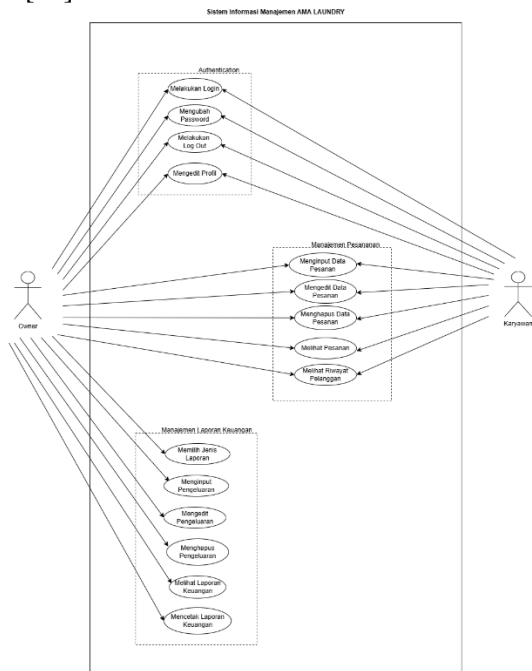 Sistem Informasi Manajemen AMA LAUNDRY
Authentication
Melakukan Login
Mengubah
Password
Melakukan
Log Out
Mengedit Profil
Manajemen Pesananan
Menginput Data
Pesanan
Mengedit Data
Pesanan
Menghapus Data
Pesanan
Melihat Pesanan
Melihat Riwayat
Pelanggan
Owner
Karyawan
Manajemen Laporan Keuangan
Memilih Jenis
Laporan
Menginput
Pengeluaran
Mengedit
Pengeluaran
Menghapus
Pengeluaran
Melihat Laporan
Keuangan
Mencetak Laporan
Keuangan